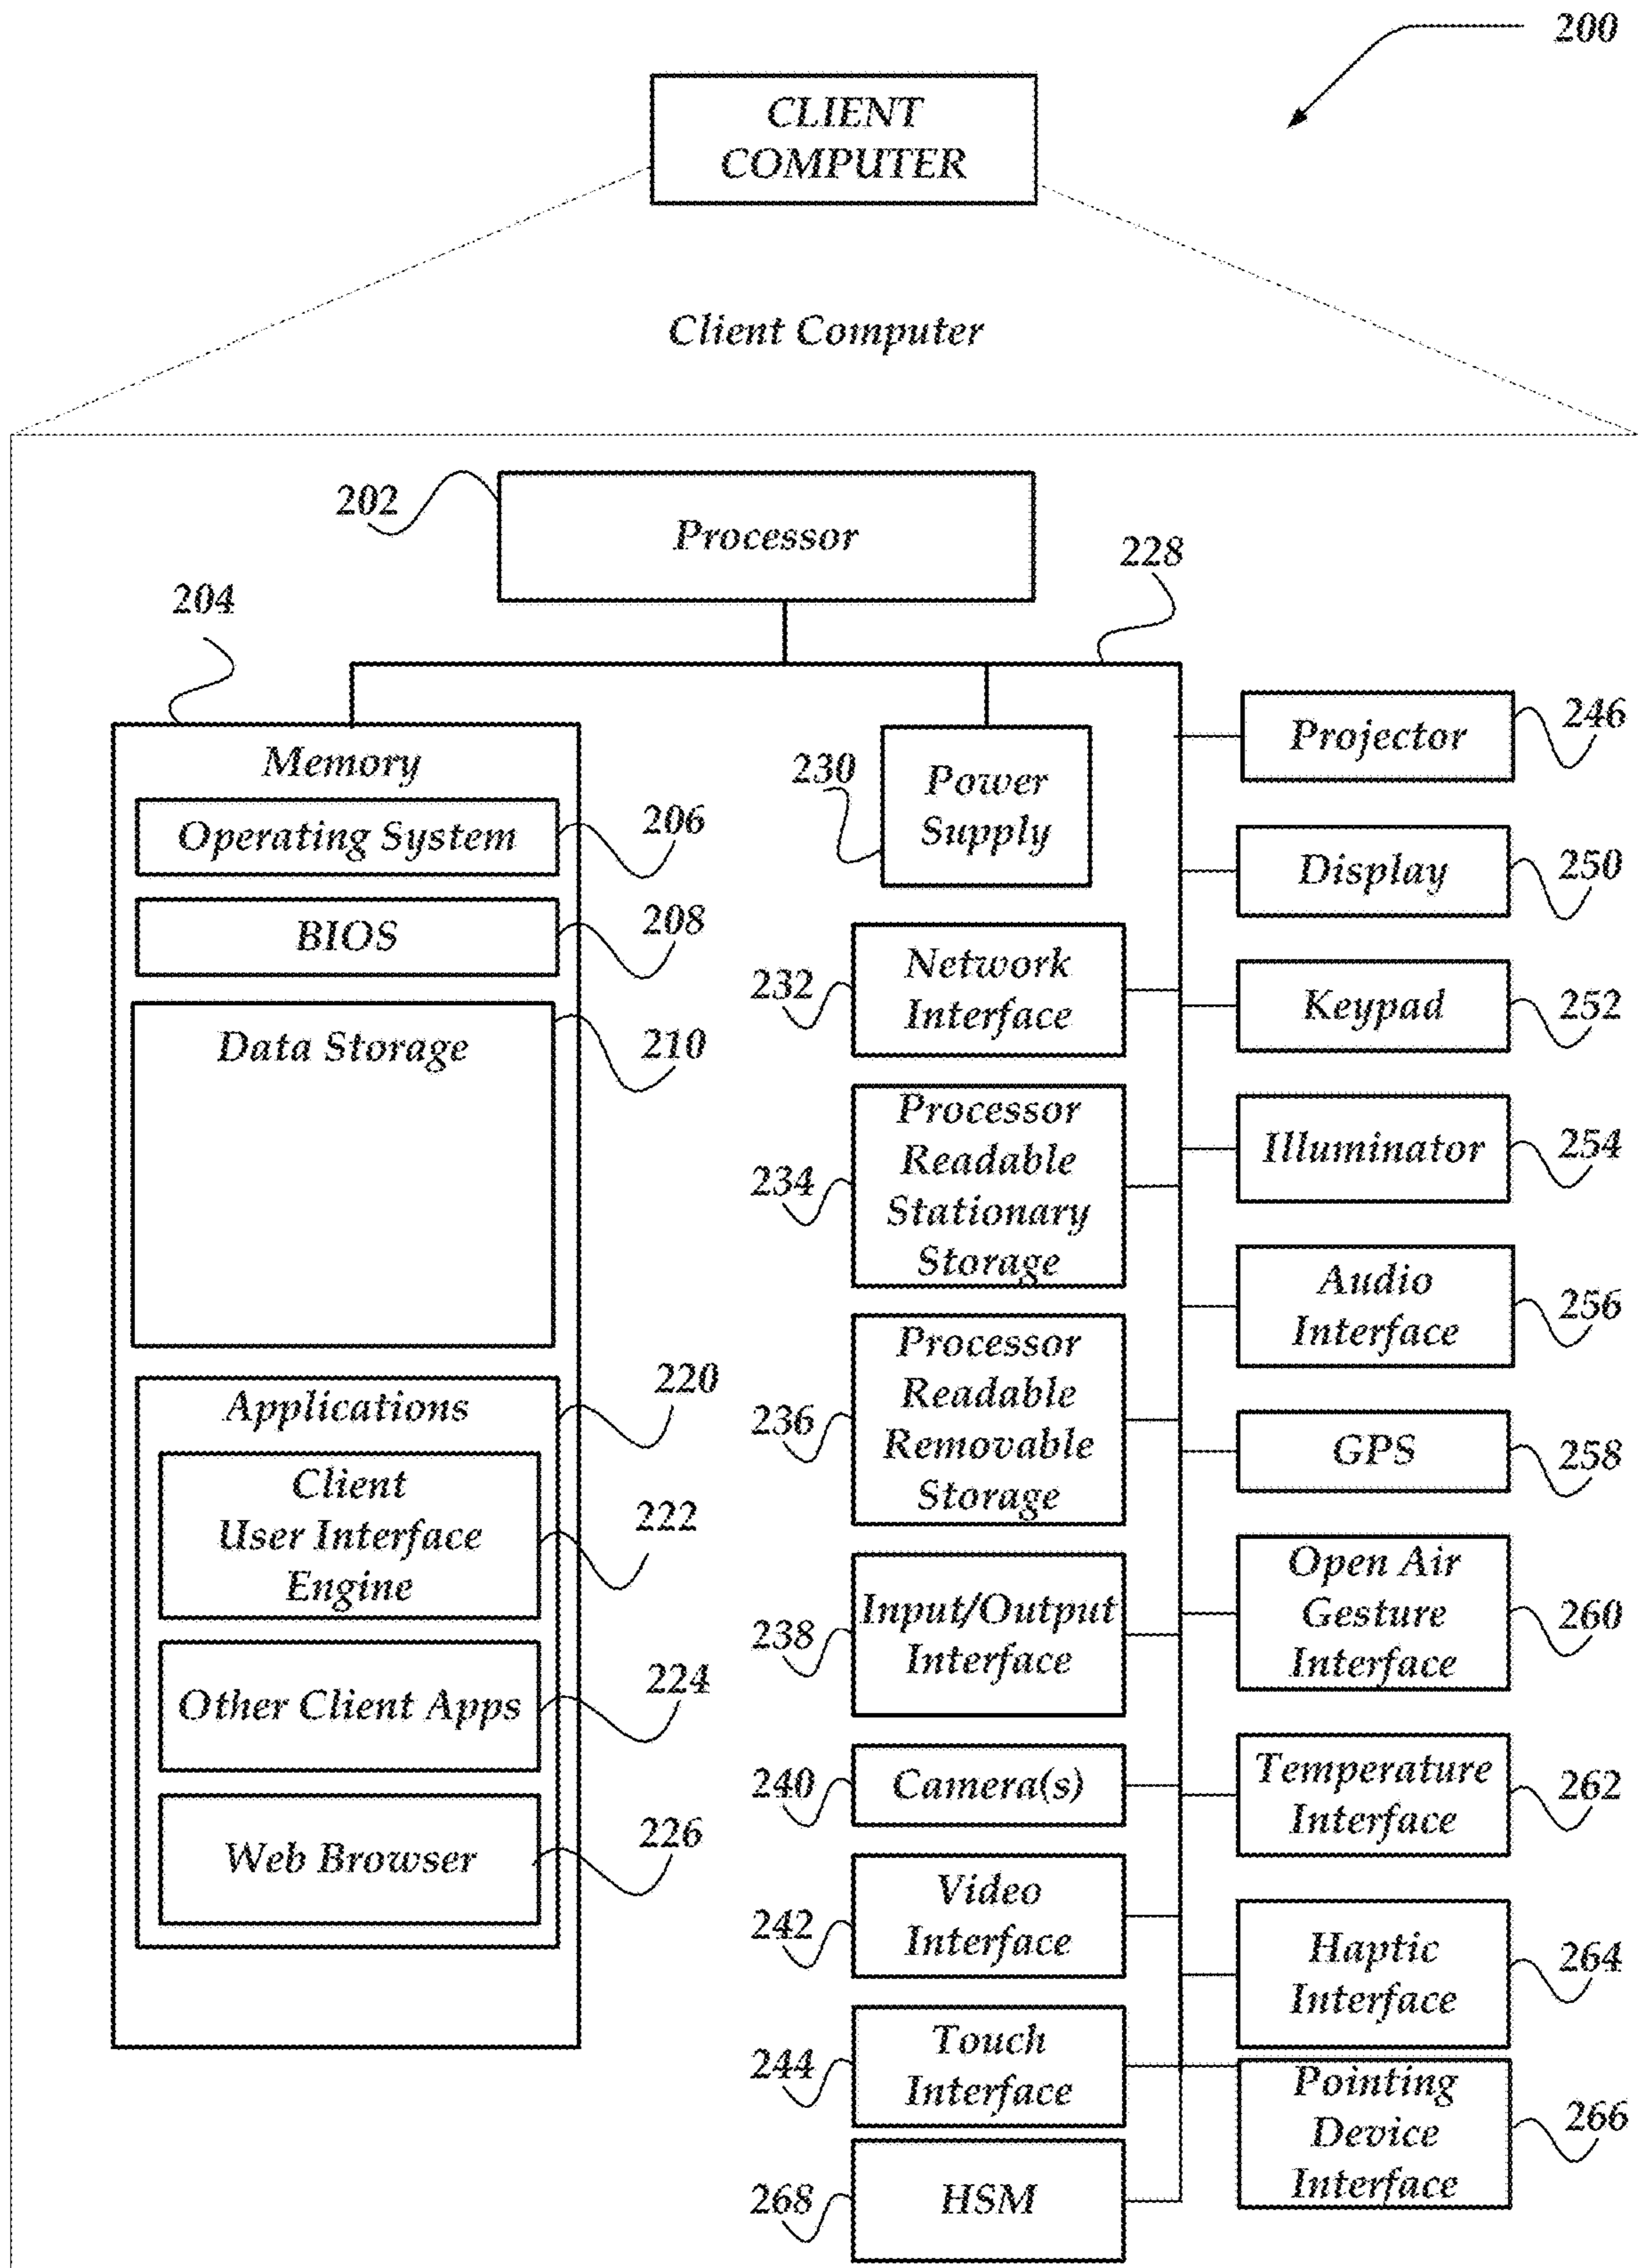 200
CLIENT
COMPUTER
Client Computer
202
Processor
228
204
Memory
Operating System
206
BIOS
208
Data Storage
210
Applications
220
Client
User Interface
Engine
222
Other Client Apps
224
Web Browser
226
230
Power
Supply
232
Network
Interface
234
Processor
Readable
Stationary
Storage
236
Processor
Readable
Removable
Storage
238
Input/Output
Interface
240
Camera(s)
242
Video
Interface
244
Touch
Interface
268
HSM
Projector
246
Display
250
Keypad
252
Illuminator
254
Audio
Interface
256
GPS
258
Open Air
Gesture
Interface
260
Temperature
Interface
262
Haptic
Interface
264
Pointing
Device
Interface
266